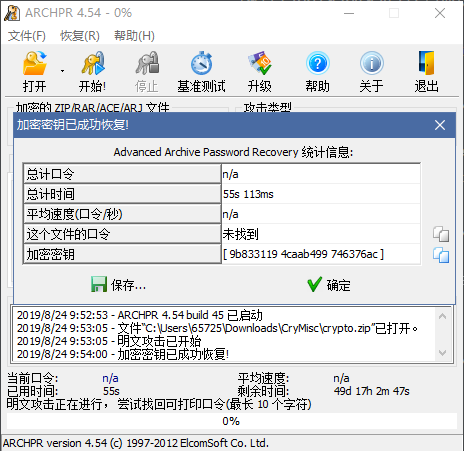 ARCHPR 4.54 - 0%
文件(F) 恢复(R) 帮助(H)
打开 开始! 停止 基准测试 升级 帮助 关于 退出
加密的 ZIP/RAR/ACE/ARJ 文件 攻击类型
加密密钥已成功恢复!
Advanced Archive Password Recovery 统计信息:
总计口令 n/a
总计时间 55s 113ms
平均速度(口令/秒) n/a
这个文件的口令 未找到
加密密钥 [ 9b833119 4caab499 746376ac ]
保存... 确定
2019/8/24 9:52:53 - ARCHPR 4.54 build 45 已启动
2019/8/24 9:53:05 - 文件"C:\Users\65725\Downloads\CryMisc\crypto.zip"已打开。
2019/8/24 9:53:05 - 明文攻击已开始
2019/8/24 9:54:00 - 加密密钥已成功恢复!
当前口令: n/a 平均速度: n/a
已用时间: 55s 剩余时间: 49d 17h 2m 47s
明文攻击正在进行，尝试找回可打印口令(最长 10 个字符)
0%
ARCHPR version 4.54 (c) 1997-2012 ElcomSoft Co. Ltd.